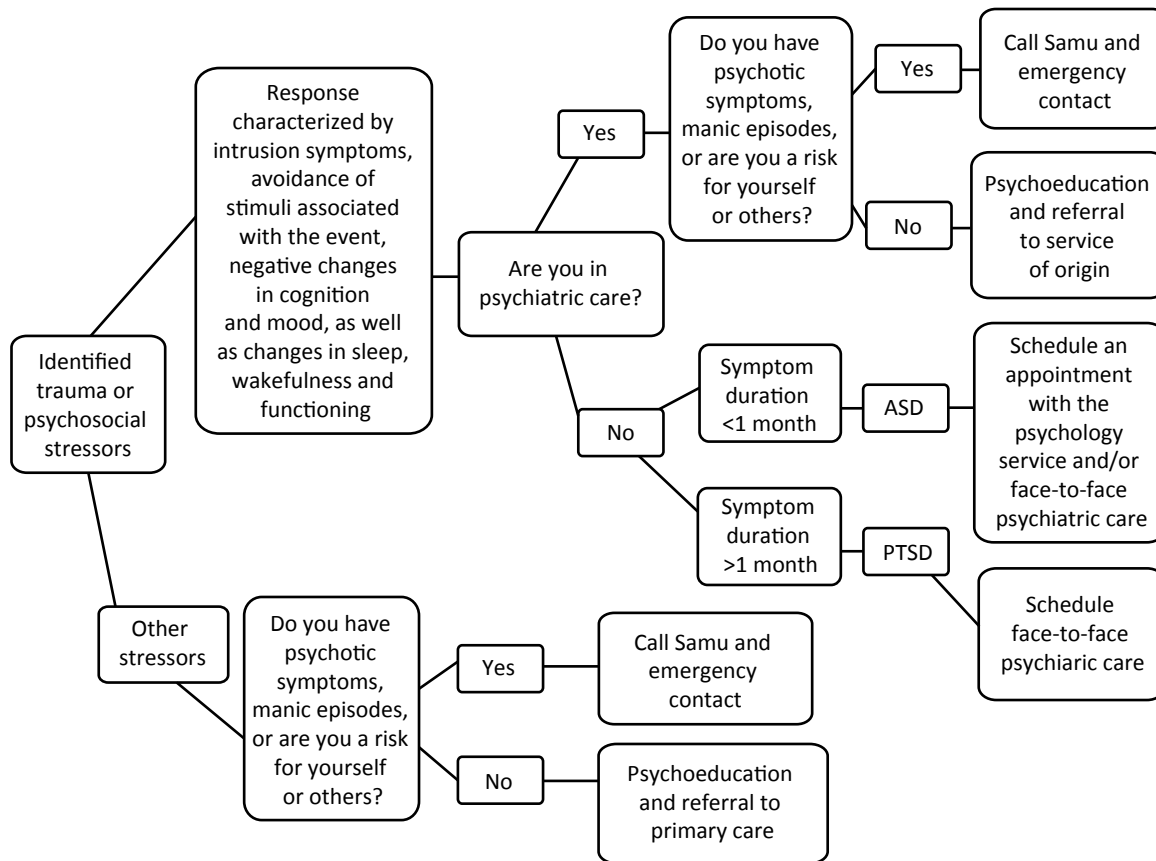 Identified
trauma or
psychosocial
stressors
Response
characterized by
intrusion symptoms,
avoidance of
stimuli associated
with the event,
negative changes
in cognition
and mood, as well
as changes in sleep,
wakefulness and
functioning
Are you in
psychiatric care?
Yes
Do you have
psychotic
symptoms,
manic episodes,
or are you a risk
for yourself
or others?
Yes
Call Samu and
emergency
contact
No
Psychoeducation
and referral
to service
of origin
No
Symptom
duration
<1 month
ASD
Schedule an
appointment
with the
psychology
service and/or
face-to-face
psychiatric care
Symptom
duration
>1 month
PTSD
Schedule
face-to-face
psychiaric care
Other
stressors
Do you have
psychotic
symptoms,
manic episodes,
or are you a risk
for yourself
or others?
Yes
Call Samu and
emergency
contact
No
Psychoeducation
and referral to
primary care